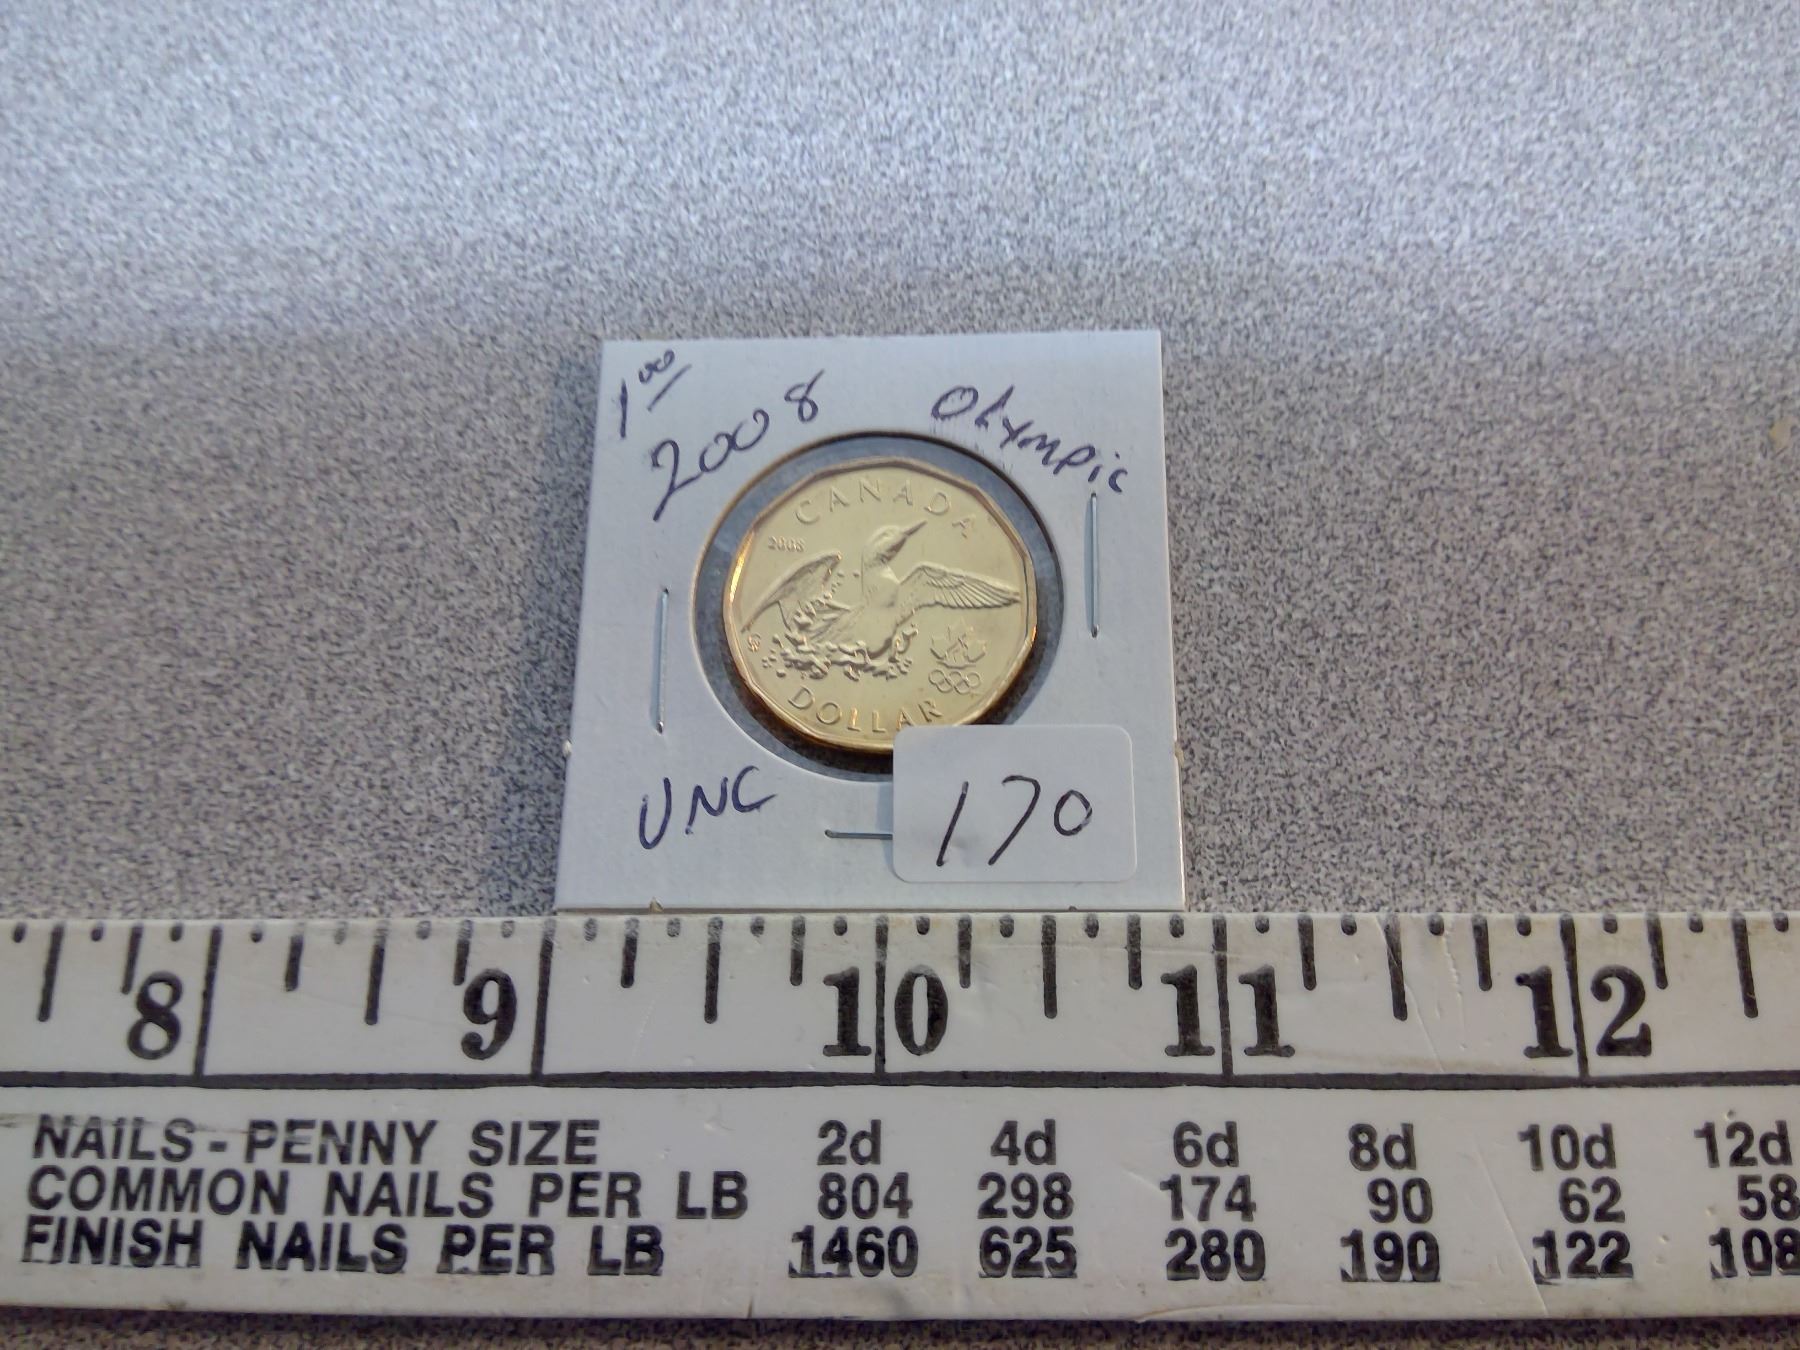 1⁰⁰
2008 Olympic
CANADA
2008
DOLLAR
UNC
170
8 9 10 11 12
NAILS - PENNY SIZE 2d 4d 6d 8d 10d 12d
COMMON NAILS PER LB 804 298 174 90 62 58
FINISH NAILS PER LB 1460 625 280 190 122 108